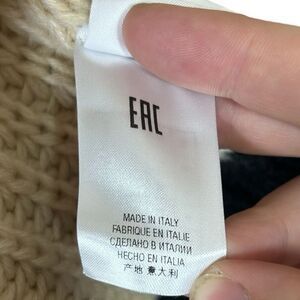 EAC
MADE IN ITALY
FABRIQUE EN ITALIE
СДЕЛАНО В ИТАЛИИ
HECHO EN ITALIA
产地 意大利